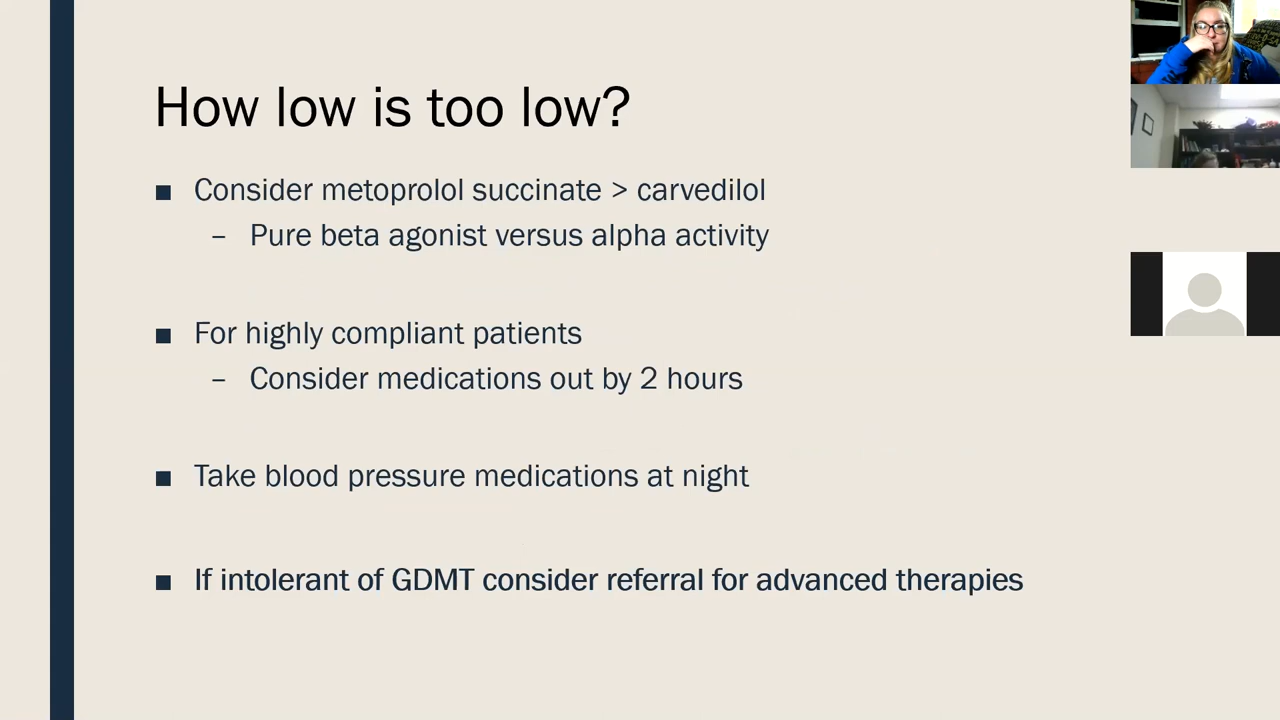 How low is too low?
■ Consider metoprolol succinate > carvedilol
– Pure beta agonist versus alpha activity
■ For highly compliant patients
– Consider medications out by 2 hours
■ Take blood pressure medications at night
■ If intolerant of GDMT consider referral for advanced therapies